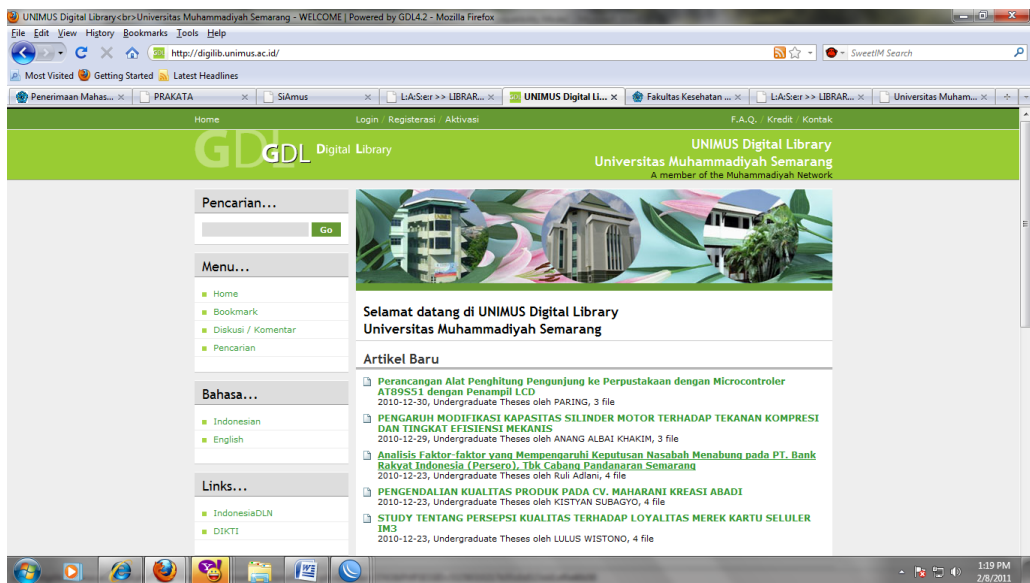 UNIMUS Digital Library<br>Universitas Muhammadiyah Semarang - WELCOME | Powered by GDL4.2 - Mozilla Firefox
File Edit View History Bookmarks Tools Help
http://digilib.unimus.ac.id/
SweetIM Search
Most Visited Getting Started Latest Headlines
Penerimaan Mahas... PRAKATA SiAmus L:A:S:e:r >> LIBRAR... UNIMUS Digital Li... Fakultas Kesehatan ... L:A:S:e:r >> LIBRAR... Universitas Muham...
Home Login / Registerasi / Aktivasi F.A.Q. / Kredit / Kontak
GDL GDL Digital Library
UNIMUS Digital Library
Universitas Muhammadiyah Semarang
A member of the Muhammadiyah Network
Pencarian...
Go
Menu...
Home
Bookmark
Diskusi / Komentar
Pencarian
Bahasa...
Indonesian
English
Links...
IndonesiaDLN
DIKTI
Selamat datang di UNIMUS Digital Library
Universitas Muhammadiyah Semarang
Artikel Baru
Perancangan Alat Penghitung Pengunjung ke Perpustakaan dengan Microcontroler
AT89S51 dengan Penampil LCD
2010-12-30, Undergraduate Theses oleh PARING, 3 file
PENGARUH MODIFIKASI KAPASITAS SILINDER MOTOR TERHADAP TEKANAN KOMPRESI
DAN TINGKAT EFISIENSI MEKANIS
2010-12-29, Undergraduate Theses oleh ANANG ALBAI KHAKIM, 3 file
Analisis Faktor-faktor yang Mempengaruhi Keputusan Nasabah Menabung pada PT. Bank
Rakyat Indonesia (Persero), Tbk Cabang Pandanaran Semarang
2010-12-23, Undergraduate Theses oleh Ruli Adlani, 4 file
PENGENDALIAN KUALITAS PRODUK PADA CV. MAHARANI KREASI ABADI
2010-12-23, Undergraduate Theses oleh KISTYAN SUBAGYO, 4 file
STUDY TENTANG PERSEPSI KUALITAS TERHADAP LOYALITAS MEREK KARTU SELULER
IM3
2010-12-23, Undergraduate Theses oleh LULUS WISTONO, 4 file
1:19 PM
2/8/2011